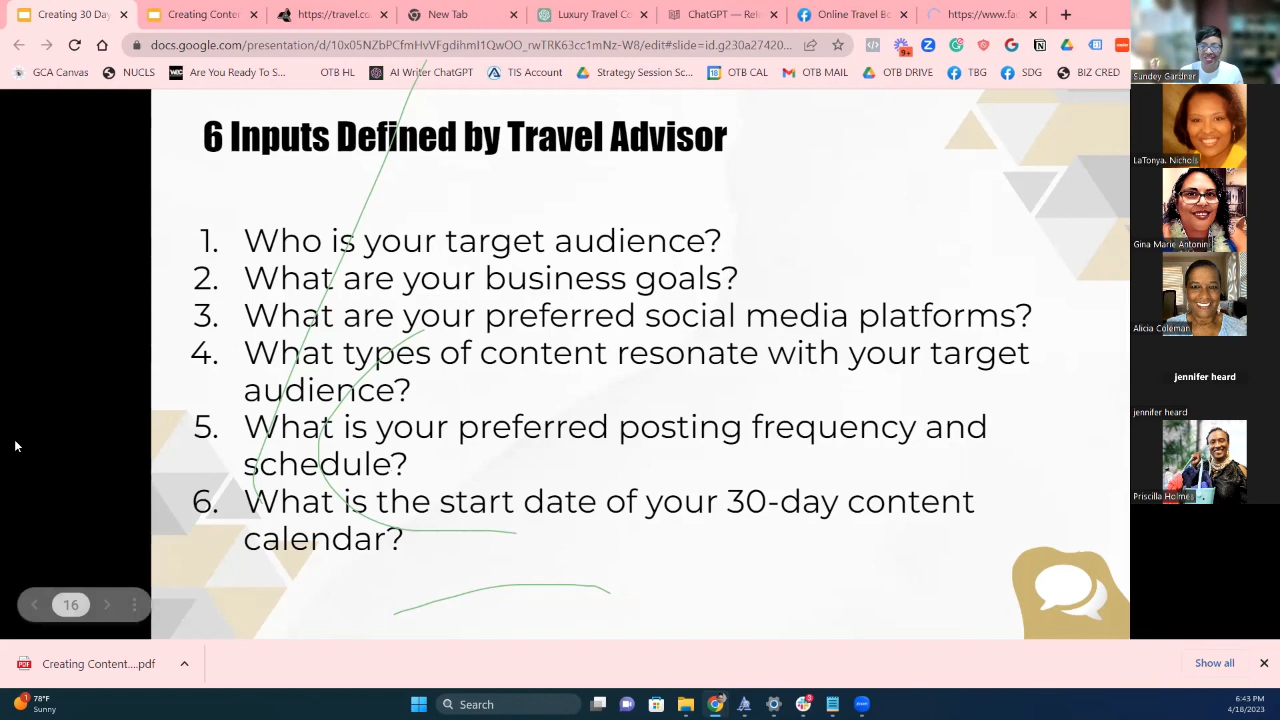 Creating 30 Day
Creating Conte
https://travel.co
New Tab
Luxury Travel Co
ChatGPT — Rel
Online Travel Bo
https://www.fac
docs.google.com/presentation/d/10x05
e/edit#slide=id.g230a27420...
9+
GCA Canvas
NUCLS
Are You Ready To S...
OTB HL
AI Writer ChatGPT
TIS Account
Strategy Session Sc...
OTB CAL
OTB MAIL
OTB DRIVE
TBG
SDG
BIZ CRED
Sundey Gardner
6 Inputs Defined by Travel Advisor
1. Who is your target audience?
2. What are your business goals?
3. What are your preferred social media platforms?
4. What types of content resonate with your target
audience?
5. What is your preferred posting frequency and
schedule?
6. What is the start date of your 30-day content
calendar?
LaTonya. Nichols
Gina Marie Antonini
Alicia Coleman
jennifer heard
jennifer heard
Priscilla Holmes
16
Creating Content....pdf
Show all
78°F
Sunny
Search
6:43 PM
4/18/2023